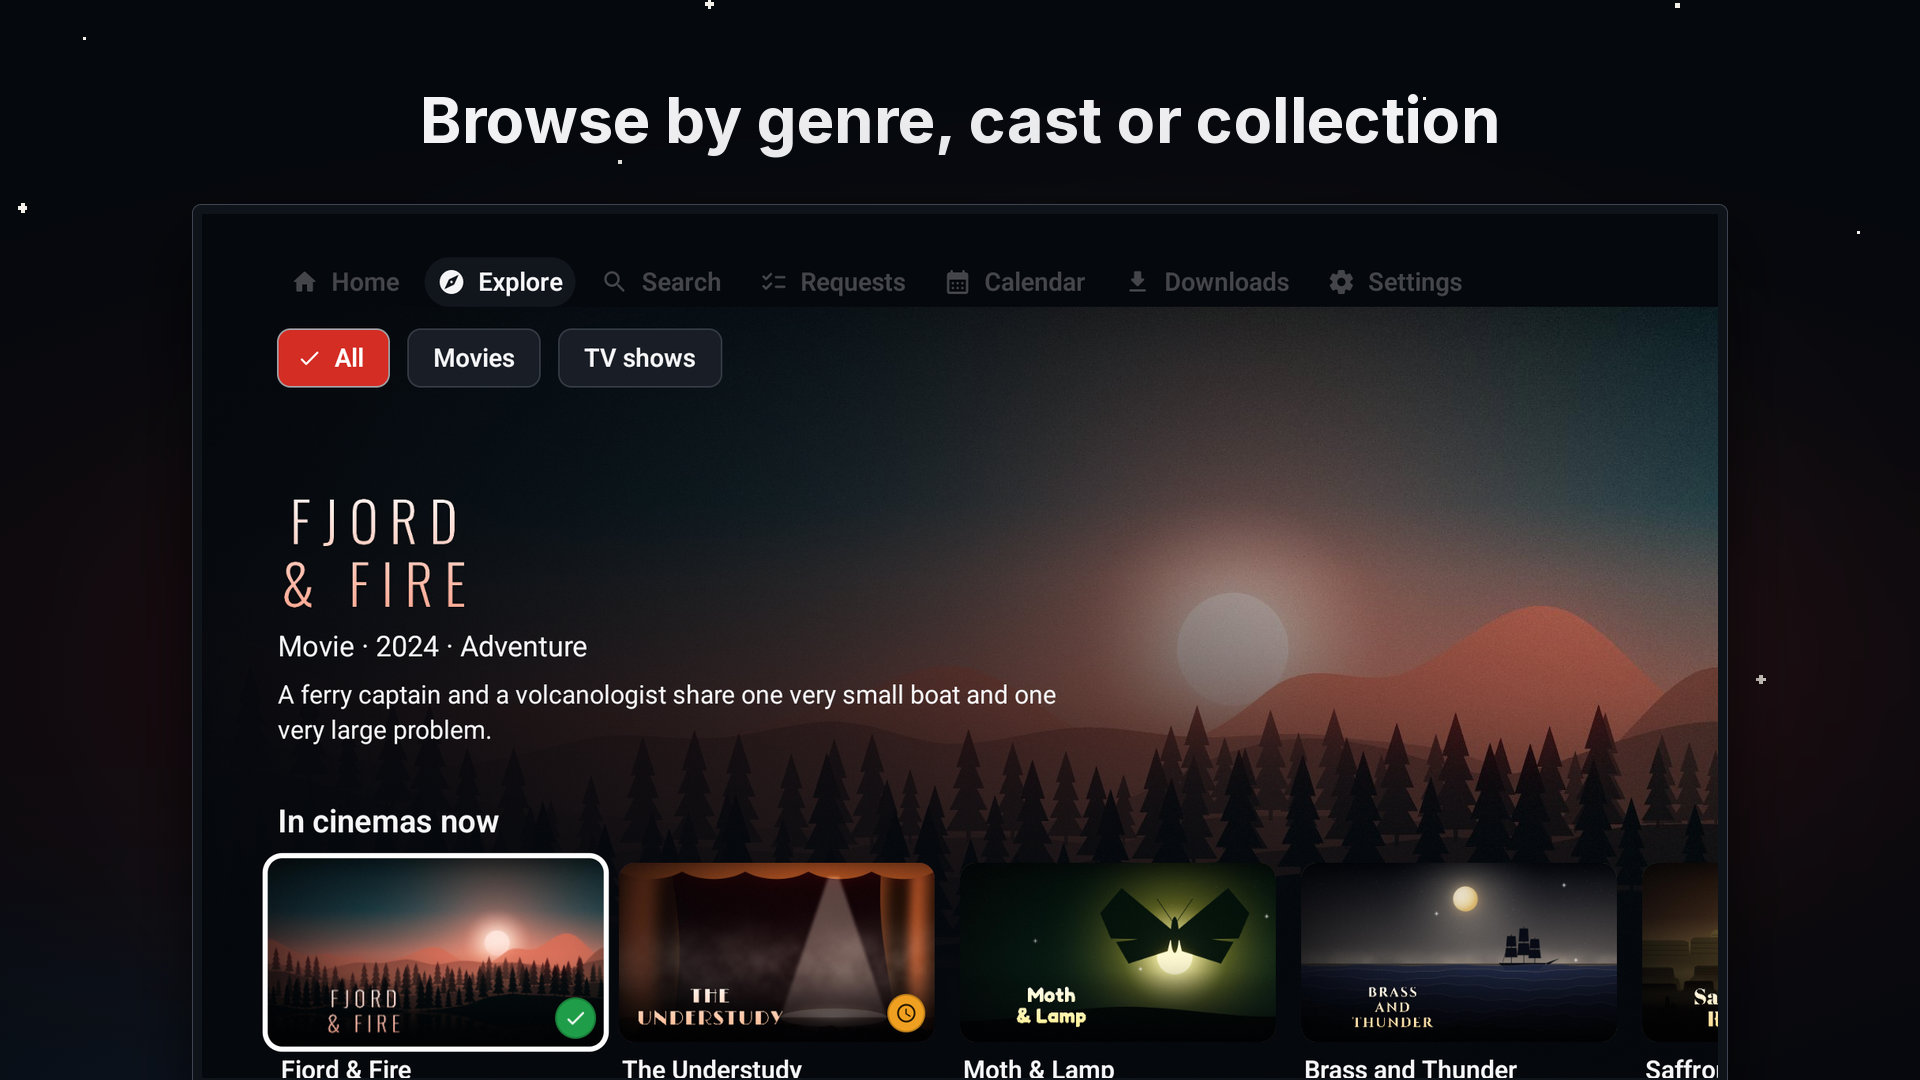 Browse by genre, cast or collection
Home Explore Search Requests Calendar Downloads Settings
All Movies TV shows
FJORD
& FIRE
Movie · 2024 · Adventure
A ferry captain and a volcanologist share one very small boat and one
very large problem.
In cinemas now
FJORD
& FIRE
THE
UNDERSTUDY
Moth
& Lamp
BRASS
AND
THUNDER
Sa
Fjord & Fire
The Understudy
Moth & Lamp
Brass and Thunder
Saffro